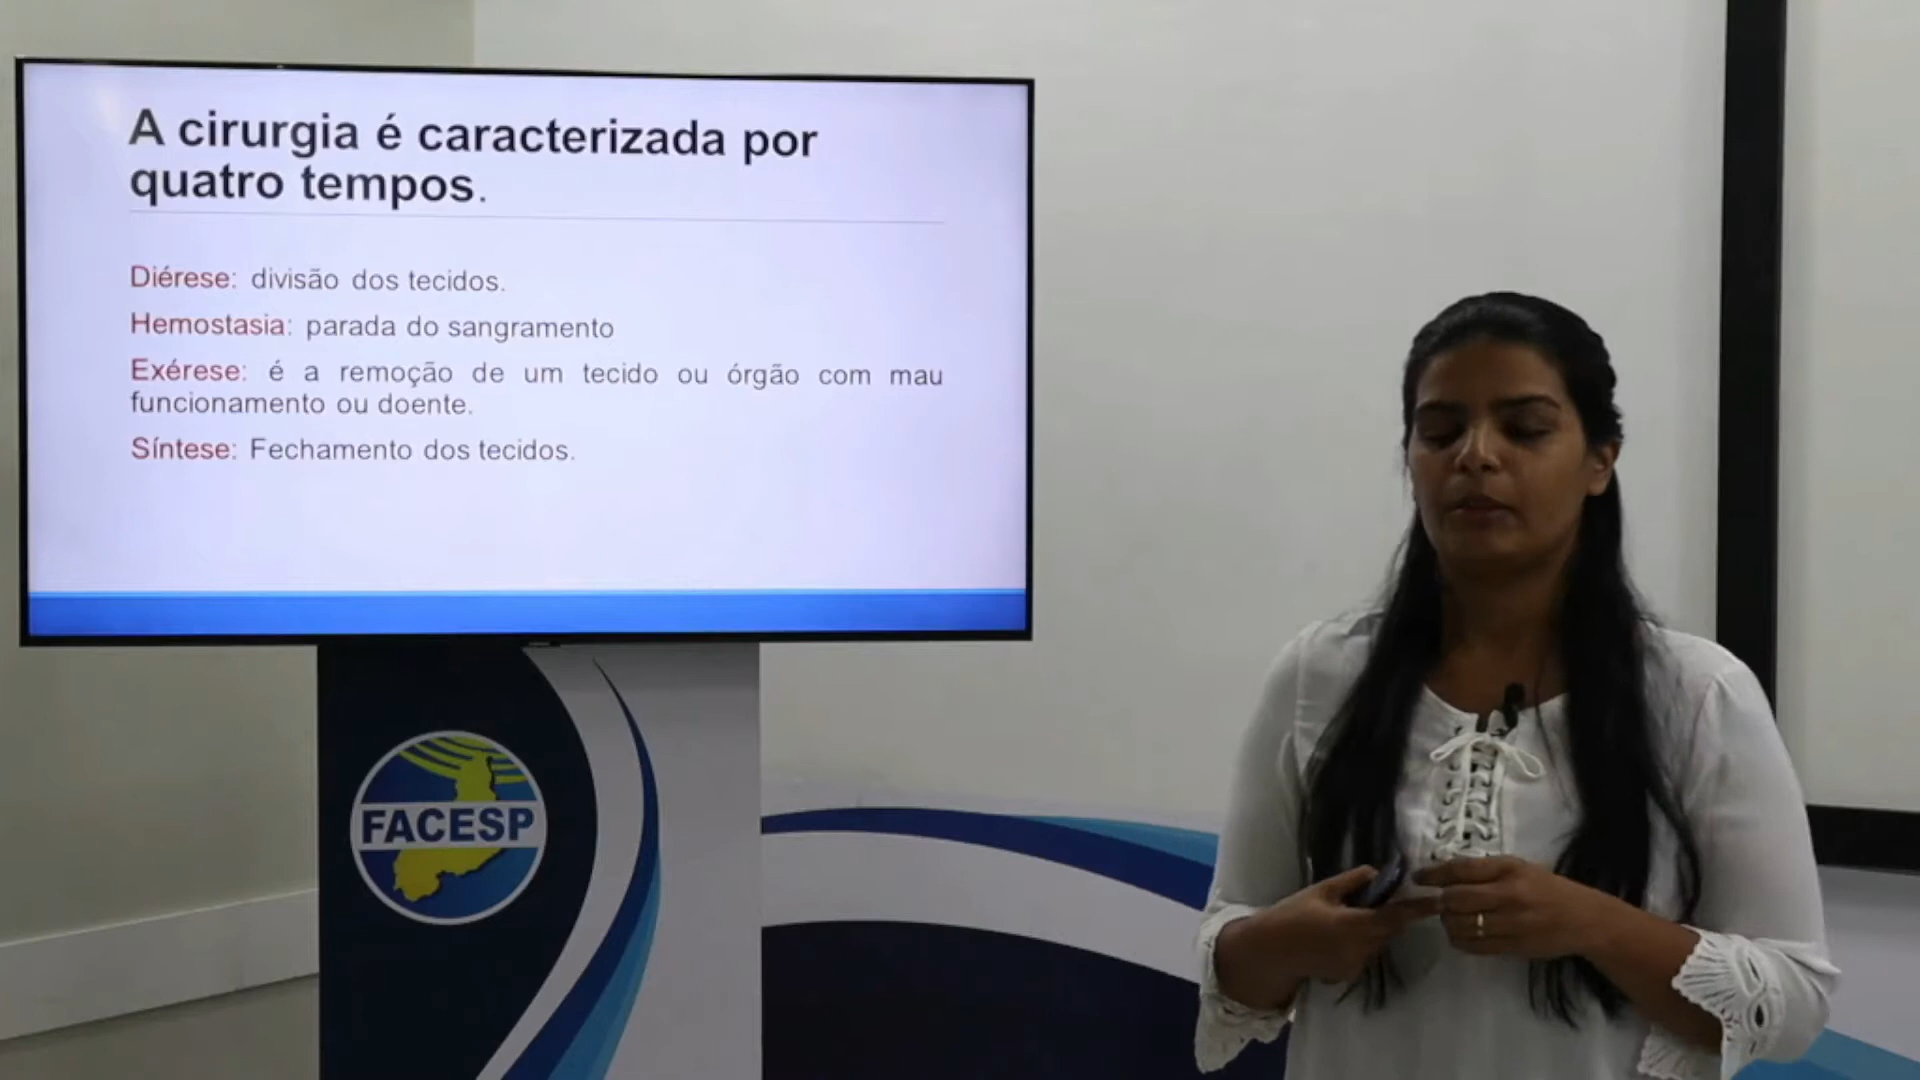 A cirurgia é caracterizada por
quatro tempos.
Diérese: divisão dos tecidos.
Hemostasia: parada do sangramento
Exérese: é a remoção de um tecido ou órgão com mau
funcionamento ou doente.
Síntese: Fechamento dos tecidos.
FACESP